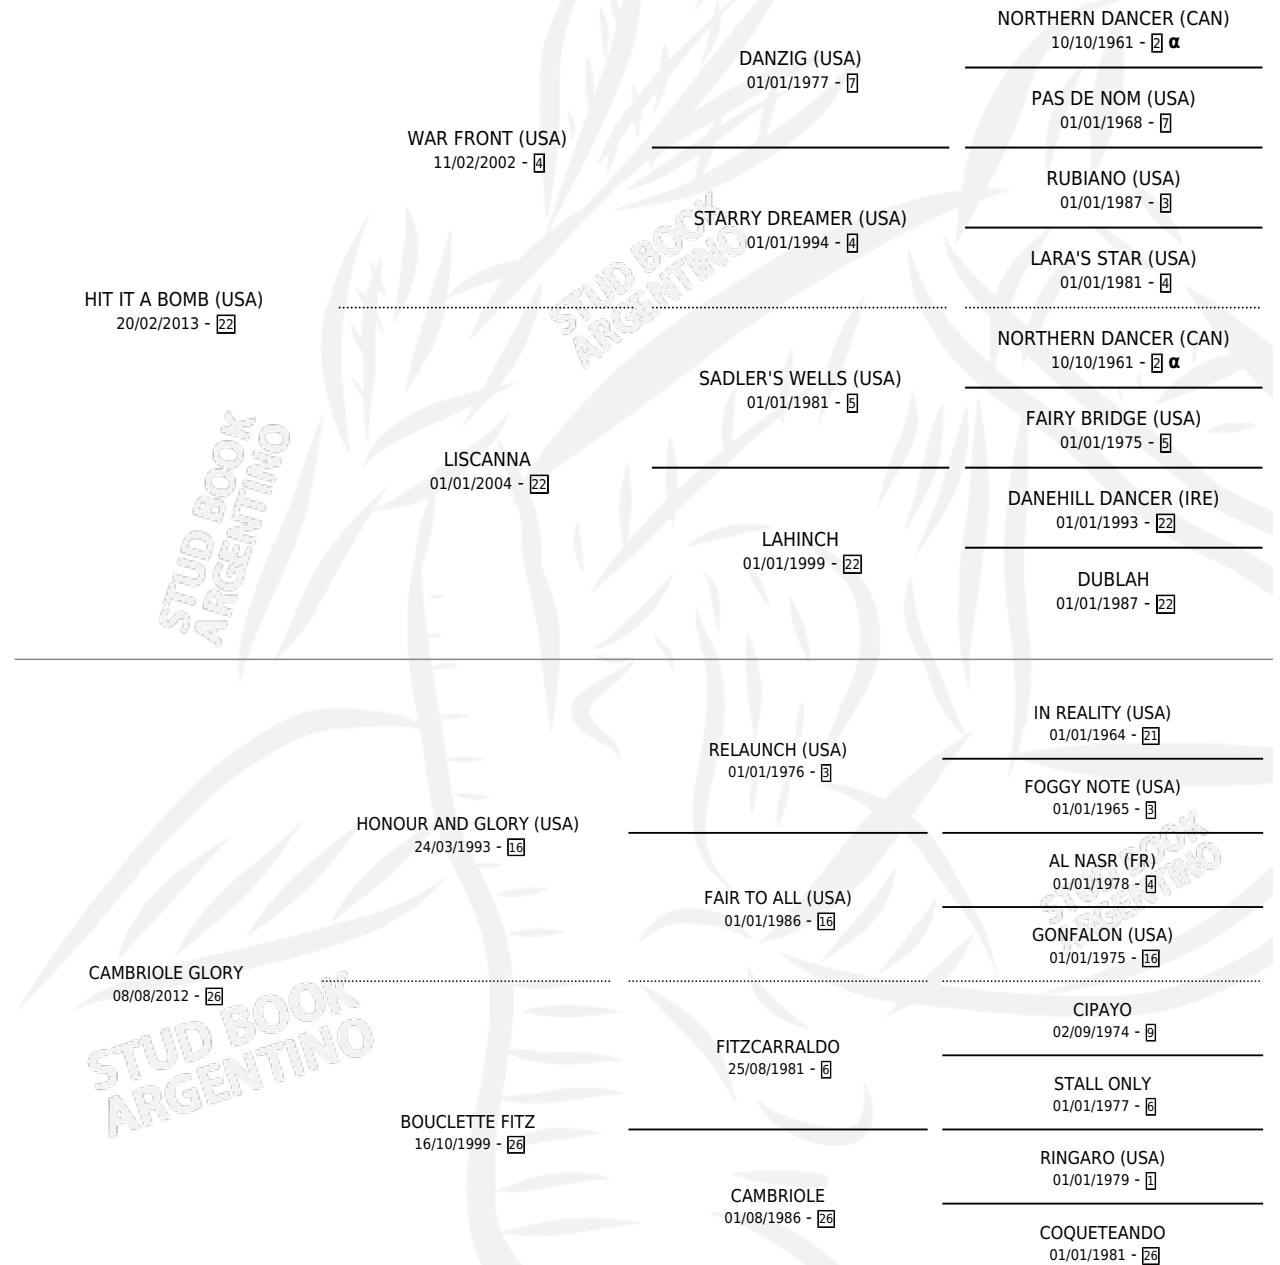 NORTHERN DANCER (CAN)
10/10/1961 - 2 α
DANZIG (USA)
01/01/1977 - 7
PAS DE NOM (USA)
01/01/1968 - 7
WAR FRONT (USA)
11/02/2002 - 4
RUBIANO (USA)
01/01/1987 - 3
STARRY DREAMER (USA)
01/01/1994 - 4
LARA'S STAR (USA)
01/01/1981 - 4
HIT IT A BOMB (USA)
20/02/2013 - 22
NORTHERN DANCER (CAN)
10/10/1961 - 2 α
SADLER'S WELLS (USA)
01/01/1981 - 5
FAIRY BRIDGE (USA)
01/01/1975 - 5
LISCANNA
01/01/2004 - 22
DANEHILL DANCER (IRE)
01/01/1993 - 22
LAHINCH
01/01/1999 - 22
DUBLAH
01/01/1987 - 22
IN REALITY (USA)
01/01/1964 - 21
RELAUNCH (USA)
01/01/1976 - 3
FOGGY NOTE (USA)
01/01/1965 - 3
HONOUR AND GLORY (USA)
24/03/1993 - 16
AL NASR (FR)
01/01/1978 - 4
FAIR TO ALL (USA)
01/01/1986 - 16
GONFALON (USA)
01/01/1975 - 16
CAMBRIOLE GLORY
08/08/2012 - 26
CIPAYO
02/09/1974 - 9
FITZCARRALDO
25/08/1981 - 6
STALL ONLY
01/01/1977 - 6
BOUCLETTE FITZ
16/10/1999 - 26
RINGARO (USA)
01/01/1979 - 1
CAMBRIOLE
01/08/1986 - 26
COQUETEANDO
01/01/1981 - 26
STUD BOOK
ARGENTINO
STUD BOOK
ARGENTINO
STUD BOOK
ARGENTINO
STUD BOOK
ARGENTINO